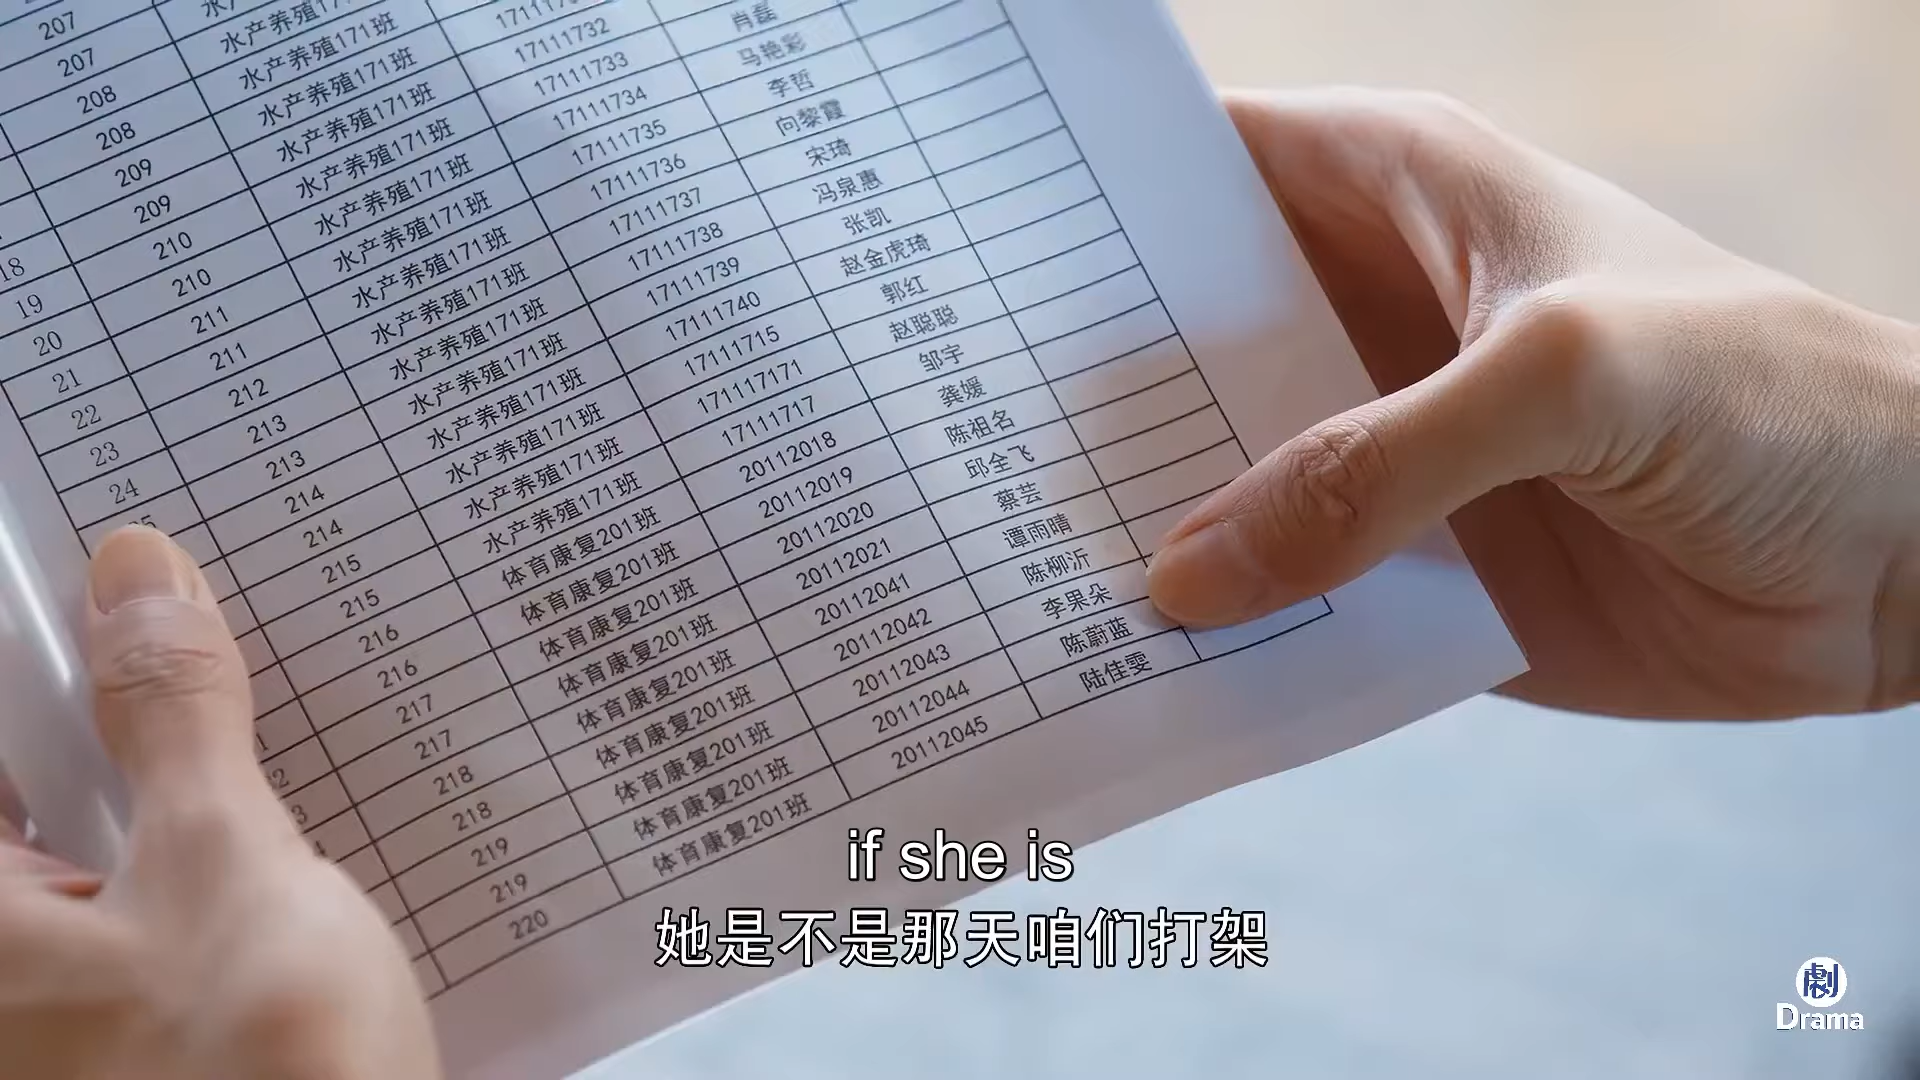 207
207
208
208 水产养殖171班
209 水产养殖171班
18 209 水产养殖171班 17111732
19 210 水产养殖171班 17111733 肖磊
20 210 水产养殖171班 17111734 马艳彩
21 211 水产养殖171班 17111735 李哲
22 211 水产养殖171班 17111736 向黎霞
23 212 水产养殖171班 17111737 宋琦
24 213 水产养殖171班 17111738 冯泉惠
213 水产养殖171班 17111739 张凯
214 水产养殖171班 17111740 赵金虎琦
214 水产养殖171班 17111715 郭红
215 水产养殖171班 171117171 赵聪聪
215 水产养殖171班 17111717 邹宇
216 体育康复201班 20112018 龚媛
216 体育康复201班 20112019 陈祖名
217 体育康复201班 20112020 邱全飞
217 体育康复201班 20112021 蔡芸
218 体育康复201班 20112041 谭雨晴
218 体育康复201班 20112042 陈柳沂
219 体育康复201班 20112043 李果朵
219 体育康复201班 20112044 陈蔚蓝
220 体育康复201班 20112045 陆佳雯
if she is
她是不是那天咱们打架
劇
Drama